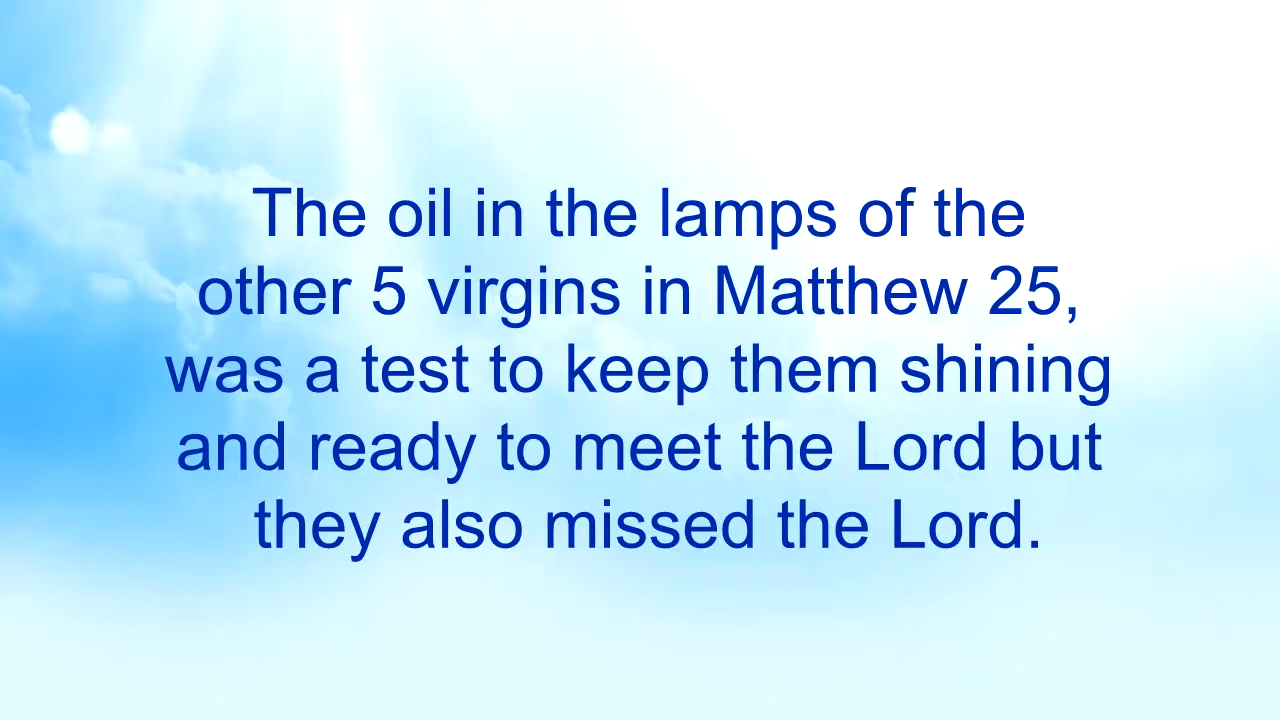 The oil in the lamps of the
other 5 virgins in Matthew 25,
was a test to keep them shining
and ready to meet the Lord but
they also missed the Lord.